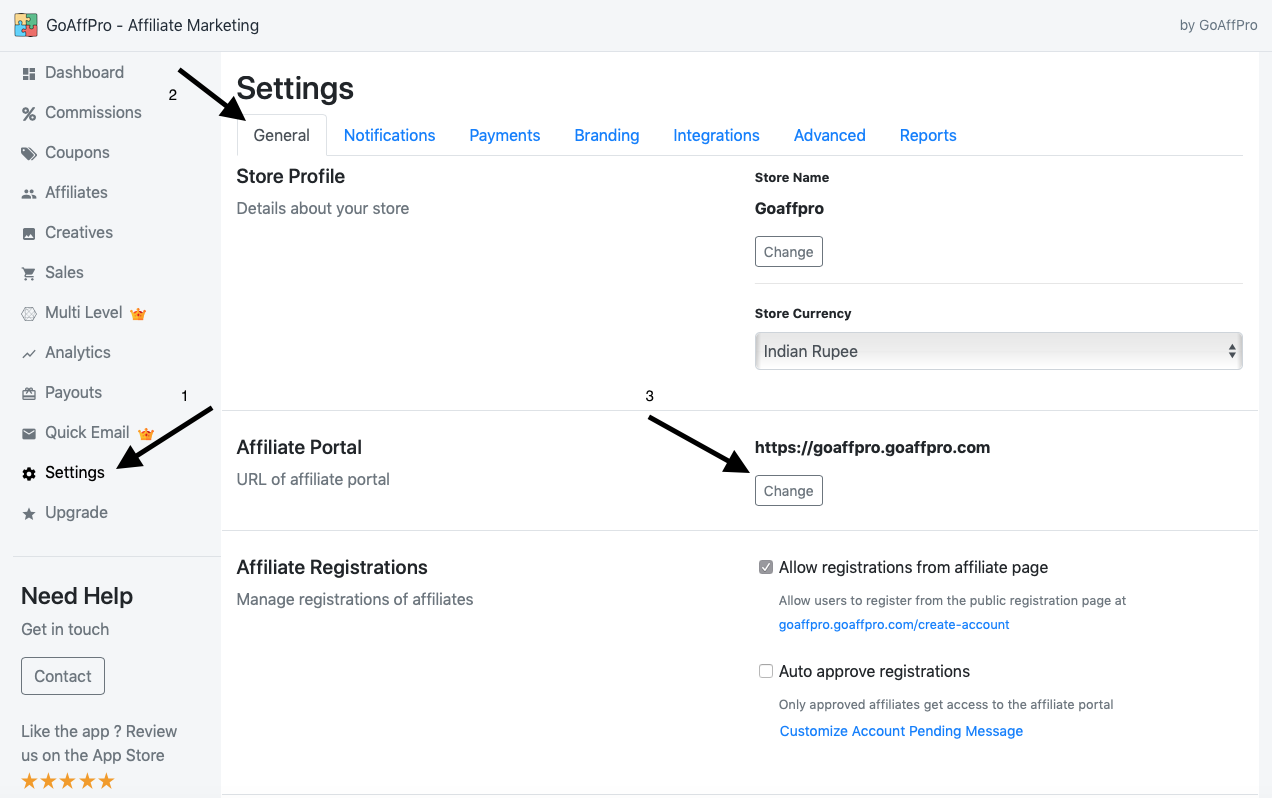 GoAffPro - Affiliate Marketing
by GoAffPro
Dashboard
Commissions
Coupons
Affiliates
Creatives
Sales
Multi Level
Analytics
Payouts
Quick Email
Settings
Upgrade
Need Help
Get in touch
Contact
Like the app ? Review
us on the App Store
2
1
3
Settings
General Notifications Payments Branding Integrations Advanced Reports
Store Profile
Details about your store
Store Name
Goaffpro
Change
Store Currency
Indian Rupee
Affiliate Portal
URL of affiliate portal
https://goaffpro.goaffpro.com
Change
Affiliate Registrations
Manage registrations of affiliates
Allow registrations from affiliate page
Allow users to register from the public registration page at
goaffpro.goaffpro.com/create-account
Auto approve registrations
Only approved affiliates get access to the affiliate portal
Customize Account Pending Message